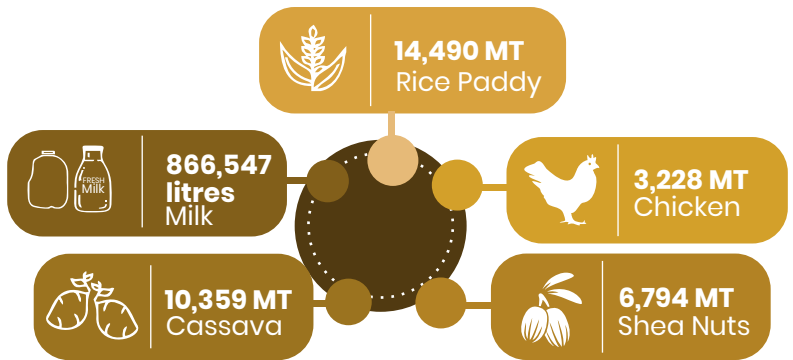 14,490 MT
Rice Paddy
866,547
litres
Milk
FRESH
Milk
3,228 MT
Chicken
10,359 MT
Cassava
6,794 MT
Shea Nuts